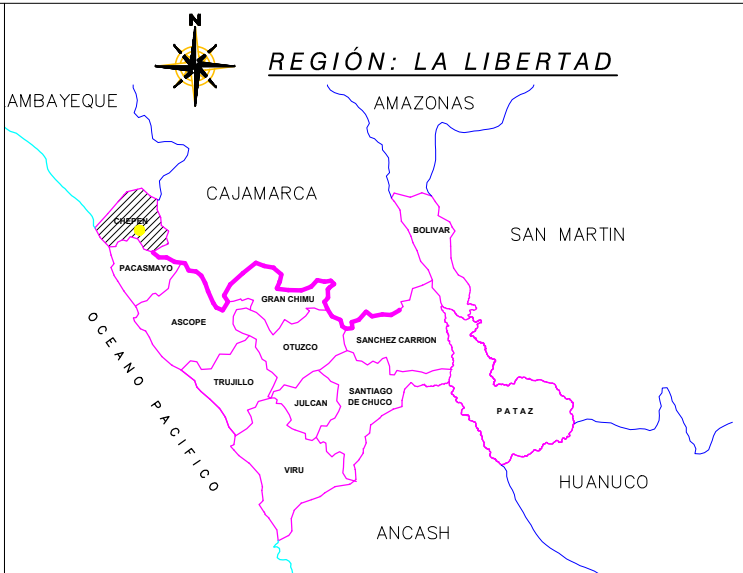 N
REGIÓN: LA LIBERTAD
AMBAYEQUE
AMAZONAS
CAJAMARCA
CHEPEN
BOLIVAR
SAN MARTIN
PACASMAYO
GRAN CHIMU
ASCOPE
OTUZCO
SANCHEZ CARRION
OCEANO PACIFICO
TRUJILLO
JULCAN
SANTIAGO
DE CHUCO
PATAZ
VIRU
HUANUCO
ANCASH